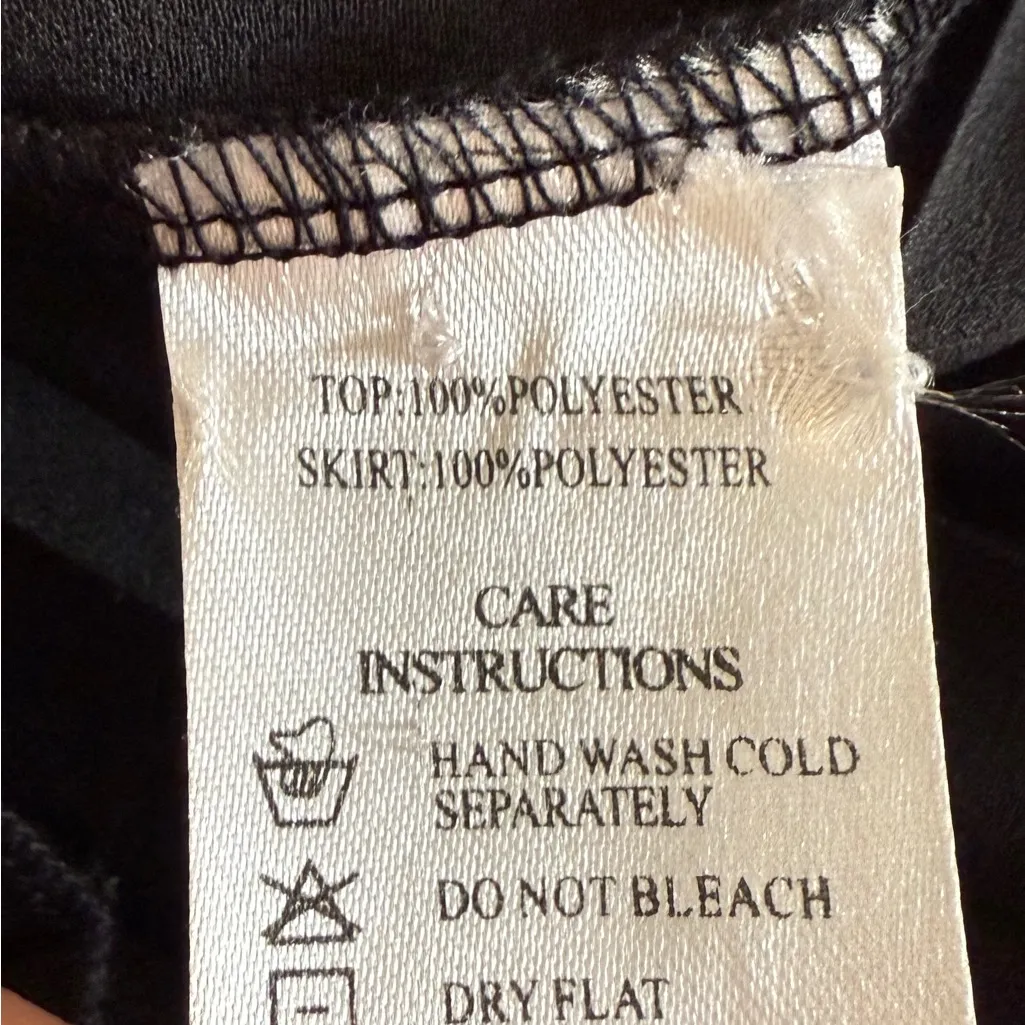 TOP:100%POLYESTER
SKIRT:100%POLYESTER
CARE
INSTRUCTIONS
HAND WASH COLD
SEPARATELY
DO NOT BLEACH
DRY FLAT